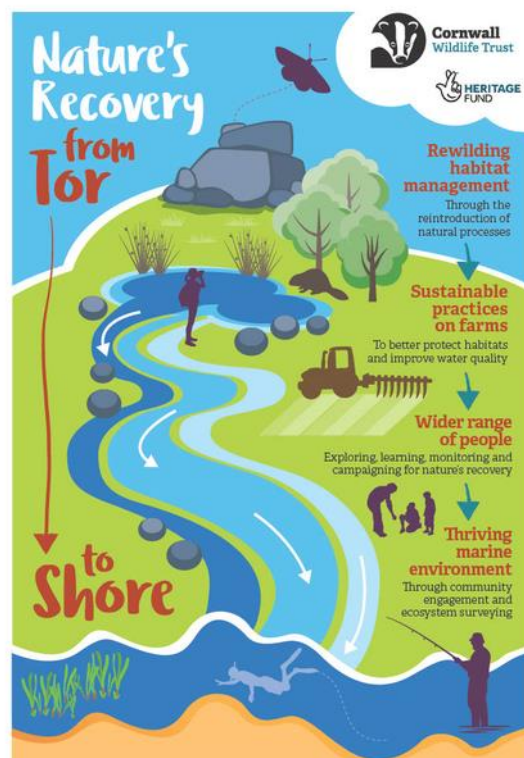 Nature's
Recovery
from
Tor
to
Shore
Cornwall
Wildlife Trust
HERITAGE
FUND
Rewilding
habitat
management
Through the
reintroduction of
natural processes
Sustainable
practices
on farms
To better protect habitats
and improve water quality
Wider range
of people
Exploring, learning, monitoring and
campaigning for nature's recovery
Thriving
marine
environment
Through community
engagement and
ecosystem surveying